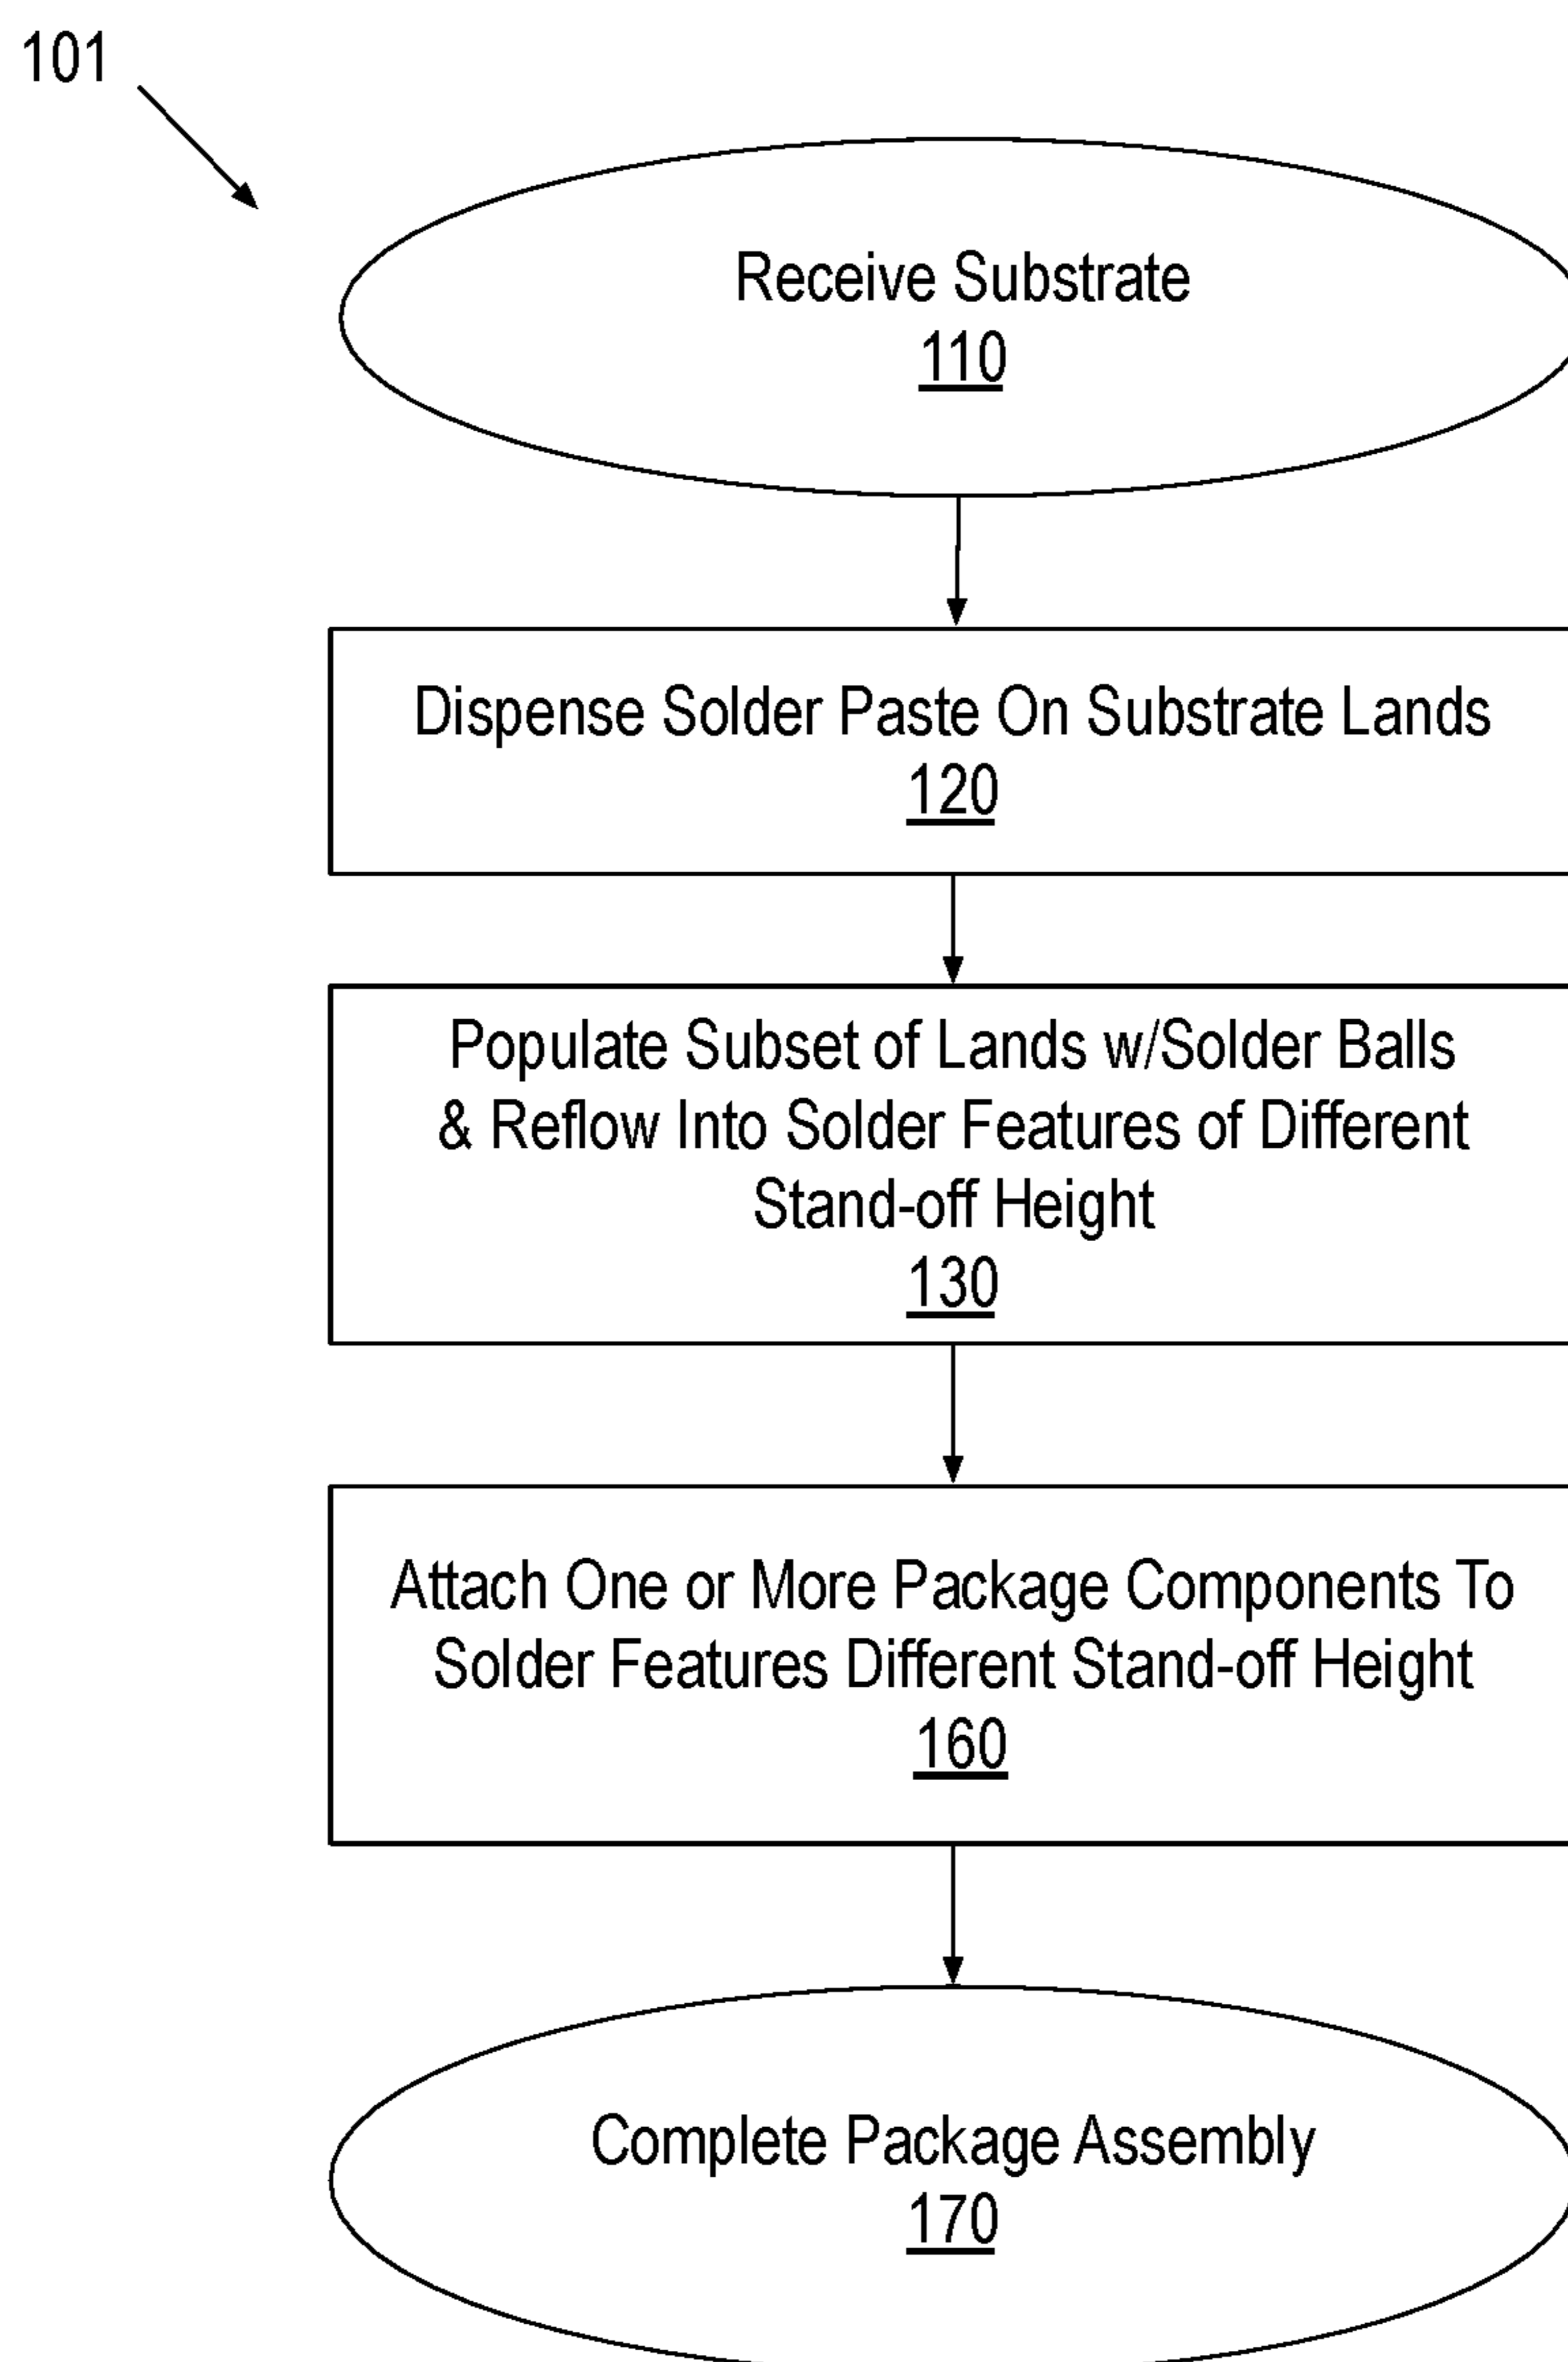 101
Receive Substrate
110
Dispense Solder Paste On Substrate Lands
120
Populate Subset of Lands w/Solder Balls
& Reflow Into Solder Features of Different
Stand-off Height
130
Attach One or More Package Components To
Solder Features Different Stand-off Height
160
Complete Package Assembly
170